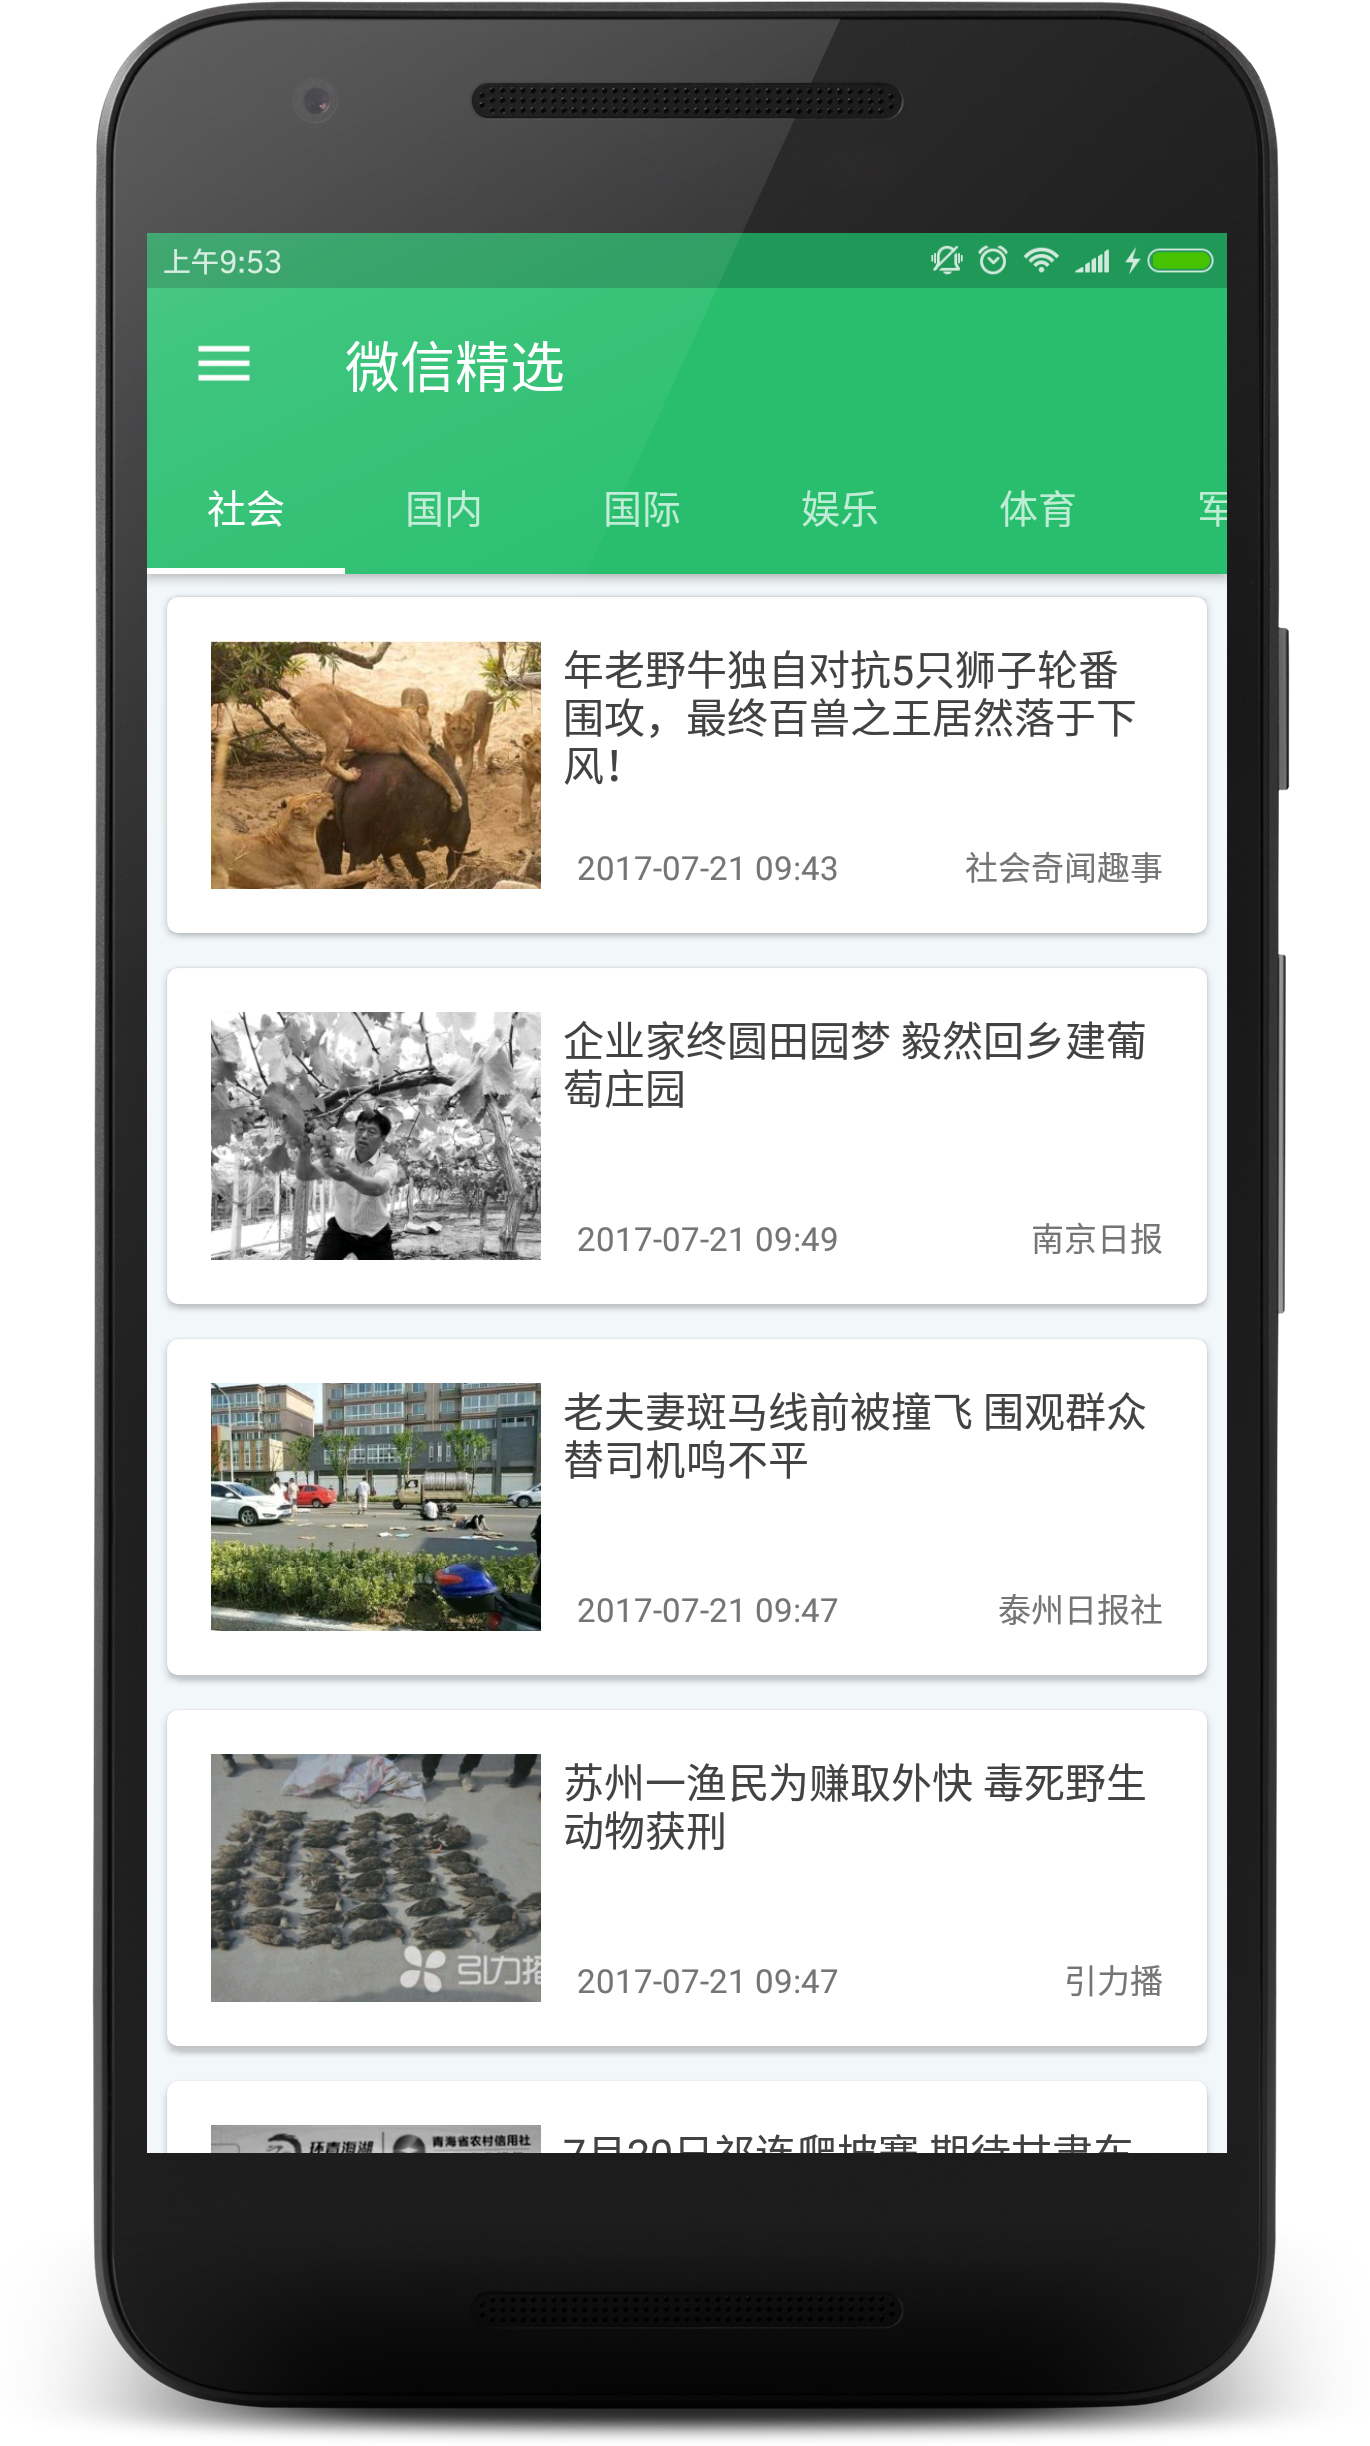 上午9:53
微信精选
社会 国内 国际 娱乐 体育 军
年老野牛独自对抗5只狮子轮番
围攻，最终百兽之王居然落于下
风！
2017-07-21 09:43 社会奇闻趣事
企业家终圆田园梦 毅然回乡建葡
萄庄园
2017-07-21 09:49 南京日报
老夫妻斑马线前被撞飞 围观群众
替司机鸣不平
2017-07-21 09:47 泰州日报社
苏州一渔民为赚取外快 毒死野生
动物获刑
引力播
2017-07-21 09:47 引力播
环青海湖 青海省农村信用社
7月20日祁连爬坡赛 期待甘肃东